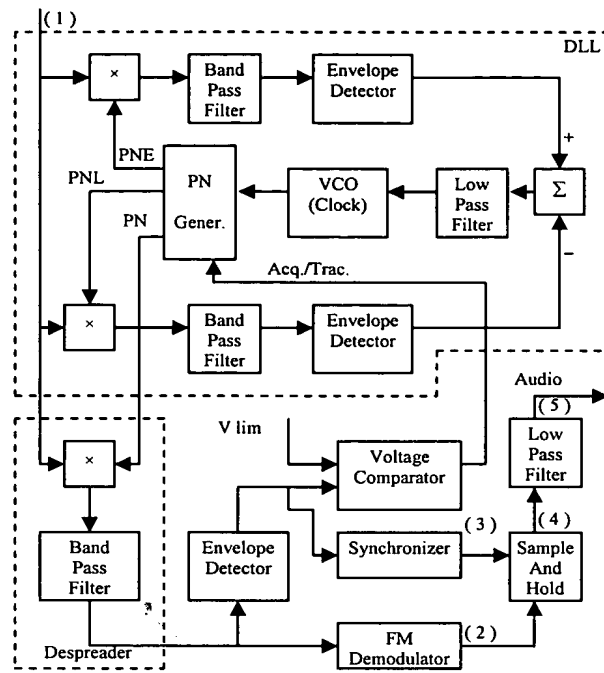 ( 1 )
DLL
×
Band
Pass
Filter
Envelope
Detector
+
PNE
PNL
PN
PN
Gener.
VCO
(Clock)
Low
Pass
Filter
Σ
Acq./Trac.
−
×
Band
Pass
Filter
Envelope
Detector
Audio
( 5 )
V lim
×
Voltage
Comparator
Low
Pass
Filter
( 3 )
( 4 )
Band
Pass
Filter
Envelope
Detector
Synchronizer
Sample
And
Hold
Despreader
FM
Demodulator
( 2 )